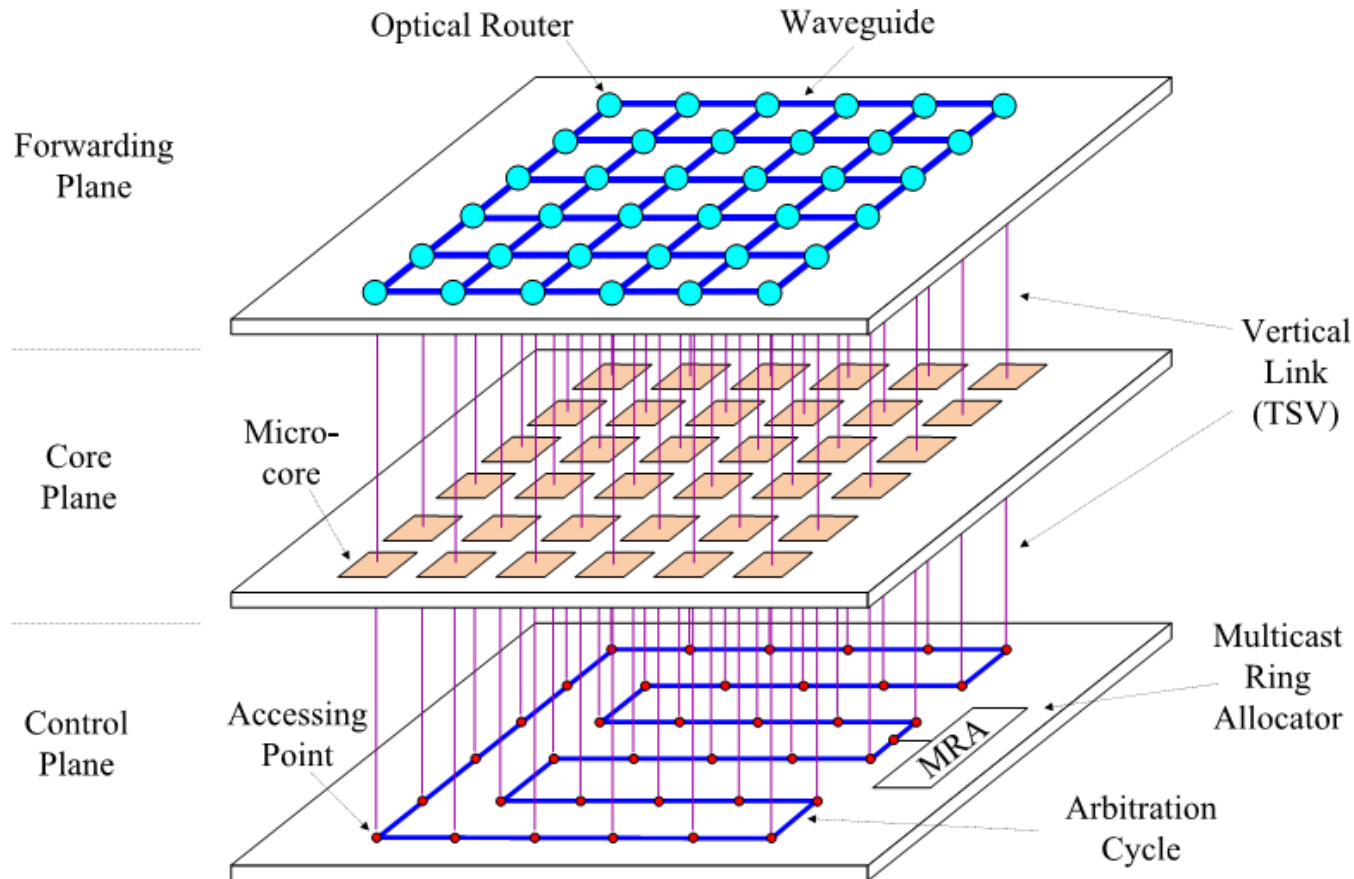 Optical Router
Waveguide
Forwarding
Plane
Vertical
Link
(TSV)
Micro-
core
Core
Plane
Multicast
Ring
Allocator
Accessing
Point
Control
Plane
MRA
Arbitration
Cycle